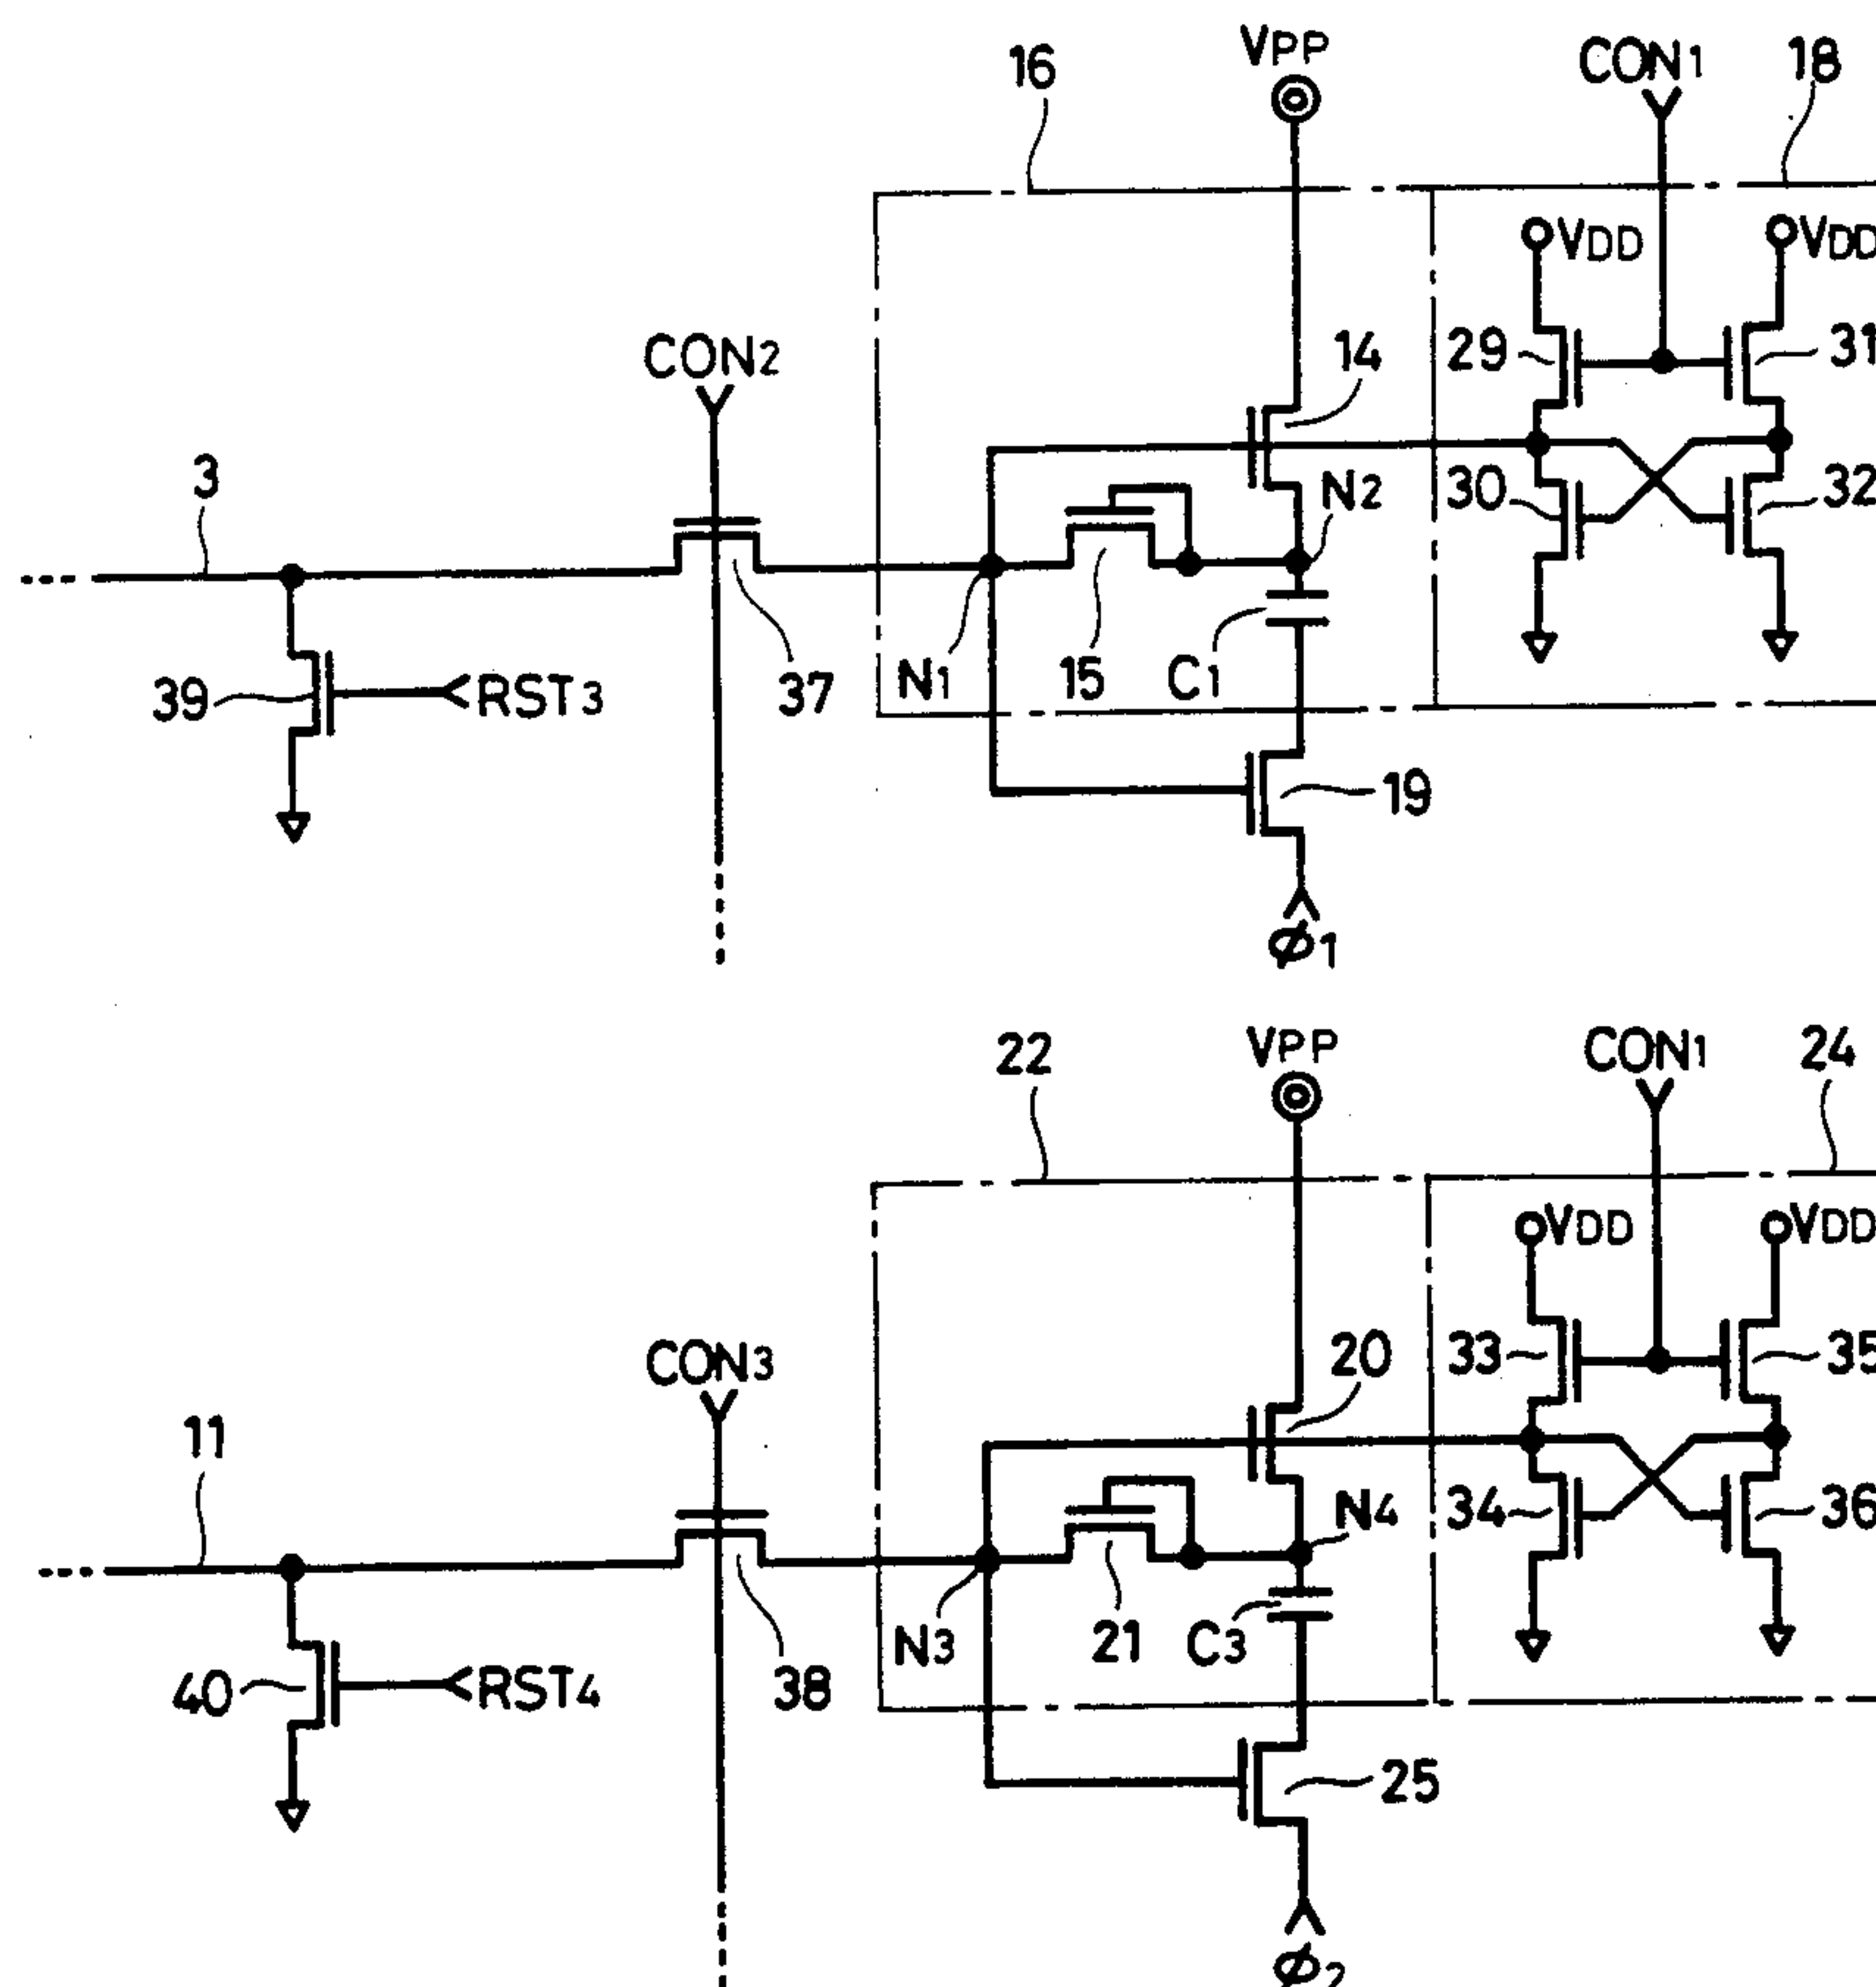 16
VPP
CON1
18
VDD
VDD
CON2
29
31
14
3
N2
30
32
39
RST3
37
N1
15
C1
19
φ1
22
VPP
CON1
24
VDD
VDD
CON3
33
20
35
11
N4
34
36
N3
21
C3
40
RST4
38
25
φ2